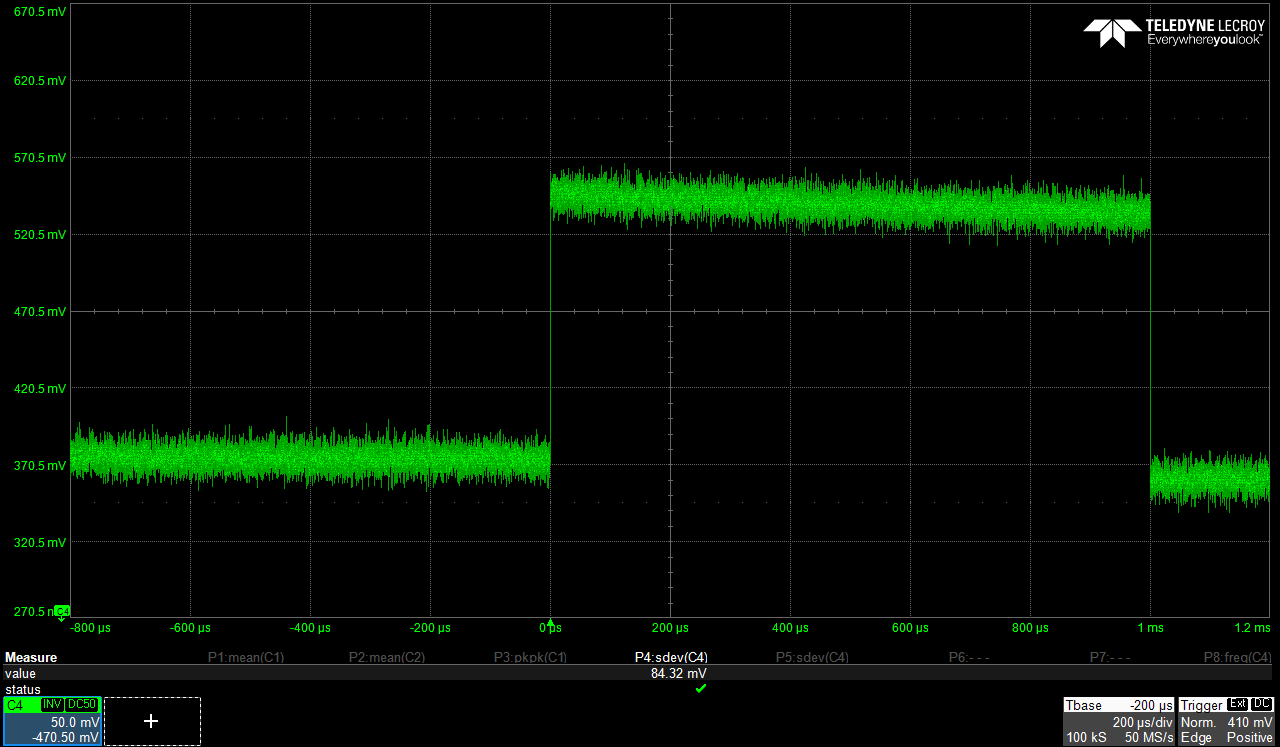 670.5 mV
TELEDYNE LECROY
Everywhereyoulook™
620.5 mV
570.5 mV
520.5 mV
470.5 mV
420.5 mV
370.5 mV
320.5 mV
270.5 m
C4
-800 µs -600 µs -400 µs -200 µs 0 µs 200 µs 400 µs 600 µs 800 µs 1 ms 1.2 ms
Measure P1:mean(C1) P2:mean(C2) P3:pkpk(C1) P4:sdev(C4) P5:sdev(C4) P6:- - - P7:- - - P8:freq(C4)
value 84.32 mV
status
C4 INV DC50
50.0 mV
-470.50 mV
+
Tbase -200 µs
200 µs/div
100 kS 50 MS/s
Trigger Ext DC
Norm. 410 mV
Edge Positive